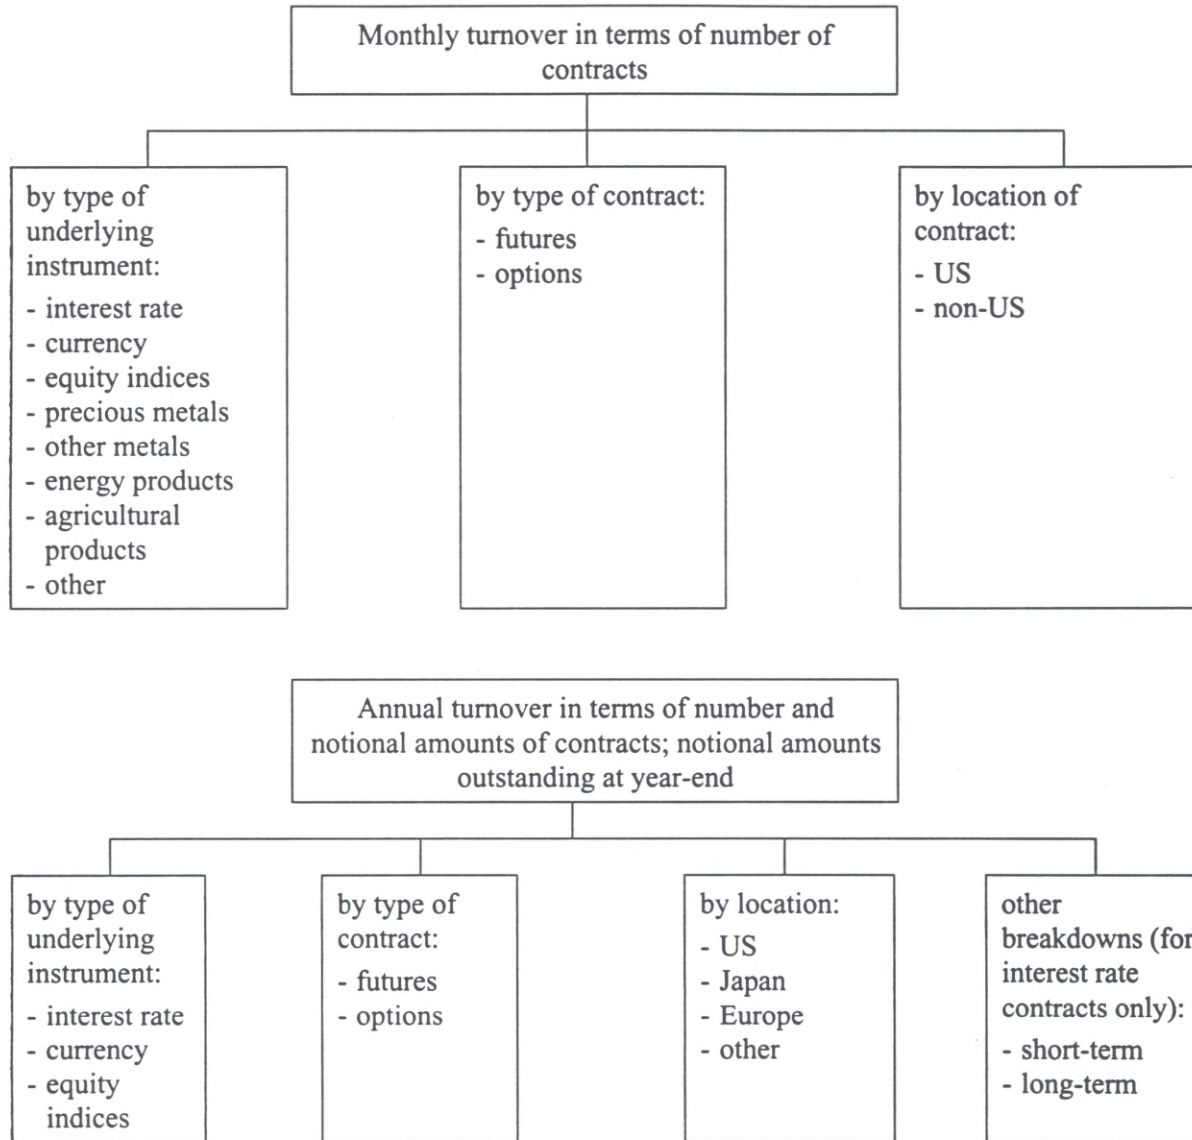 Monthly turnover in terms of number of
contracts
by type of
underlying
instrument:
- interest rate
- currency
- equity indices
- precious metals
- other metals
- energy products
- agricultural
products
- other
by type of contract:
- futures
- options
by location of
contract:
- US
- non-US
Annual turnover in terms of number and
notional amounts of contracts; notional amounts
outstanding at year-end
by type of
underlying
instrument:
- interest rate
- currency
- equity
indices
by type of
contract:
- futures
- options
by location:
- US
- Japan
- Europe
- other
other
breakdowns (for
interest rate
contracts only):
- short-term
- long-term